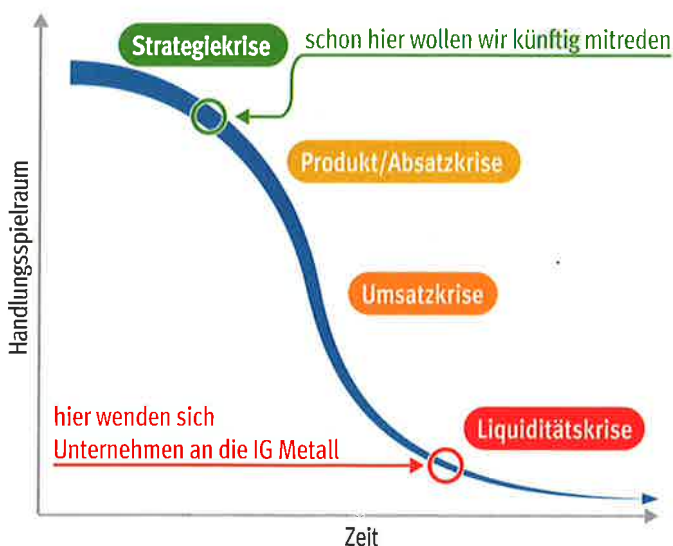 Strategiekrise
schon hier wollen wir künftig mitreden
Produkt/Absatzkrise
Handlungsspielraum
Umsatzkrise
hier wenden sich
Unternehmen an die IG Metall
Liquiditätskrise
Zeit